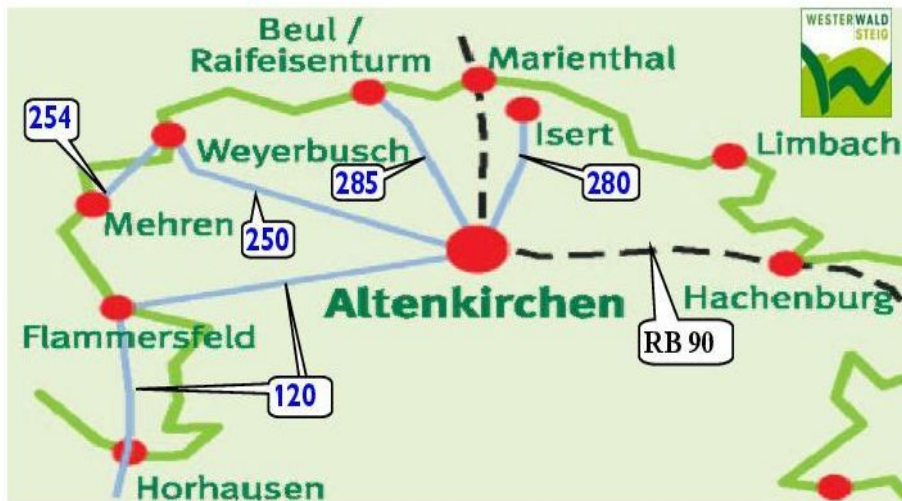 WESTERWALD
STEIG
Beul /
Raifeisenturm
Marienthal
254
Weyerbusch
Isert
Limbach
285
280
Mehren
250
Altenkirchen
Hachenburg
Flammersfeld
RB 90
120
Horhausen